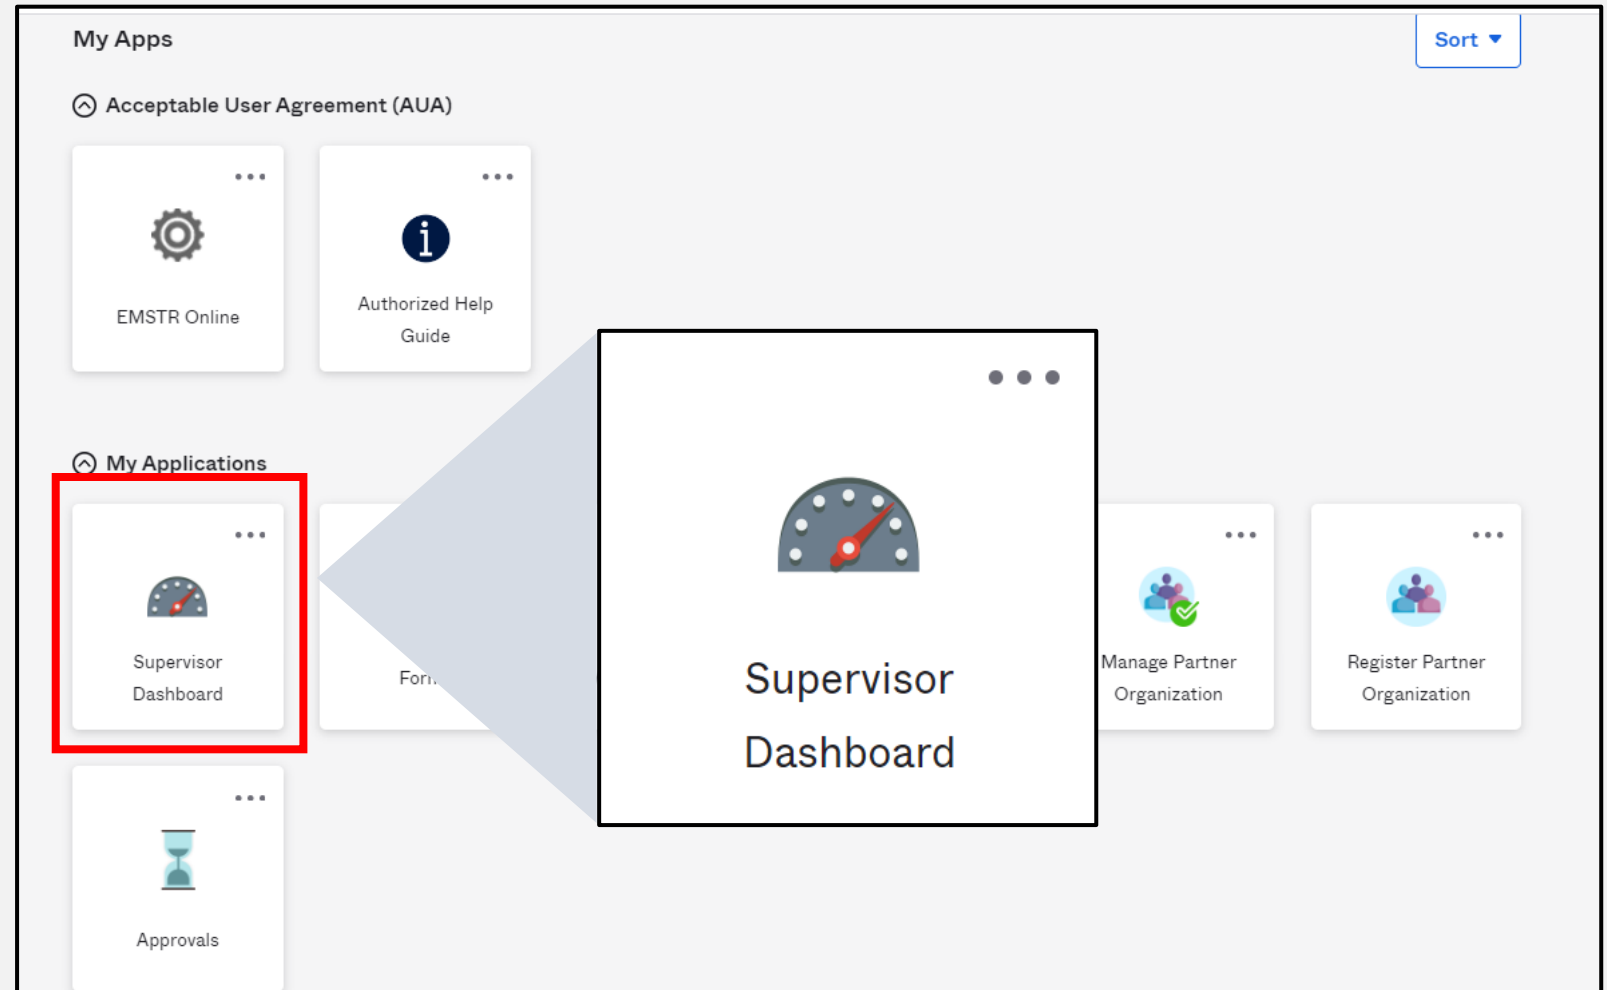 My Apps
Sort
Acceptable User Agreement (AUA)
EMSTR Online
Authorized Help
Guide
My Applications
Supervisor
Dashboard
Supervisor
Dashboard
Manage Partner
Organization
Register Partner
Organization
Approvals